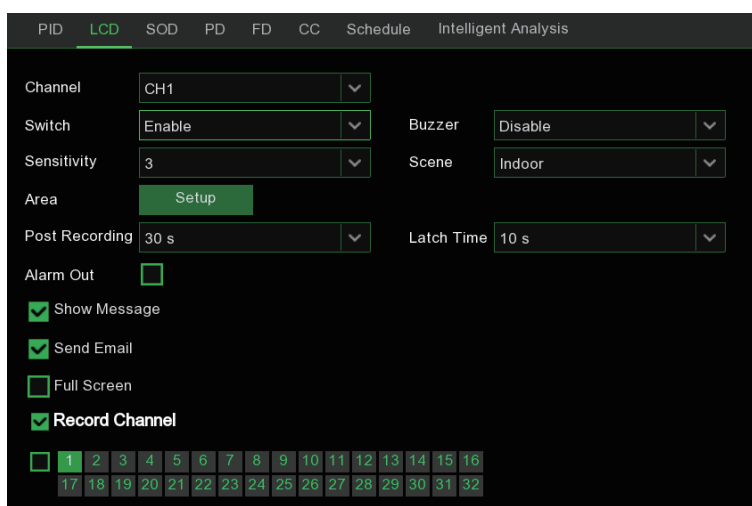 PID LCD SOD PD FD CC Schedule Intelligent Analysis
Channel CH1
Switch Enable Buzzer Disable
Sensitivity 3 Scene Indoor
Area Setup
Post Recording 30 s Latch Time 10 s
Alarm Out
Show Message
Send Email
Full Screen
Record Channel
1 2 3 4 5 6 7 8 9 10 11 12 13 14 15 16
17 18 19 20 21 22 23 24 25 26 27 28 29 30 31 32